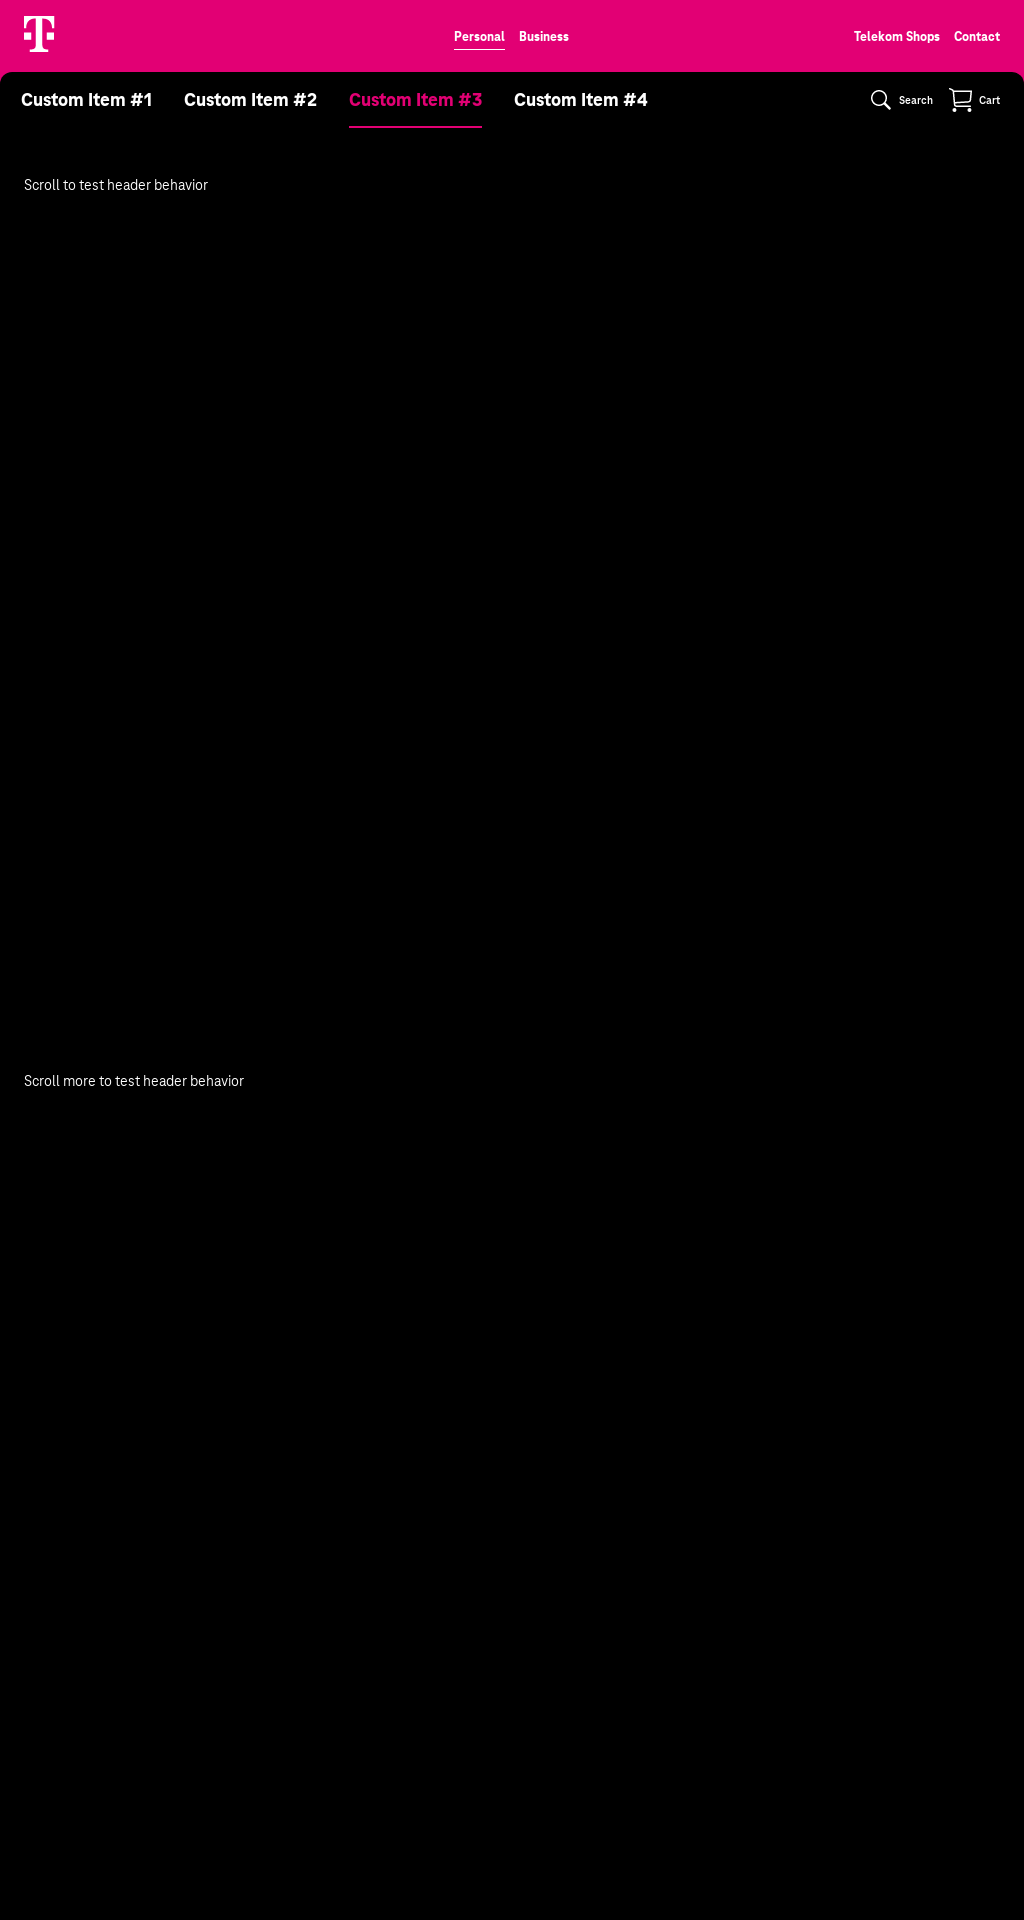 T
Personal Business
Telekom Shops Contact
Custom Item #1 Custom Item #2 Custom Item #3 Custom Item #4
Search Cart
Scroll to test header behavior
Scroll more to test header behavior